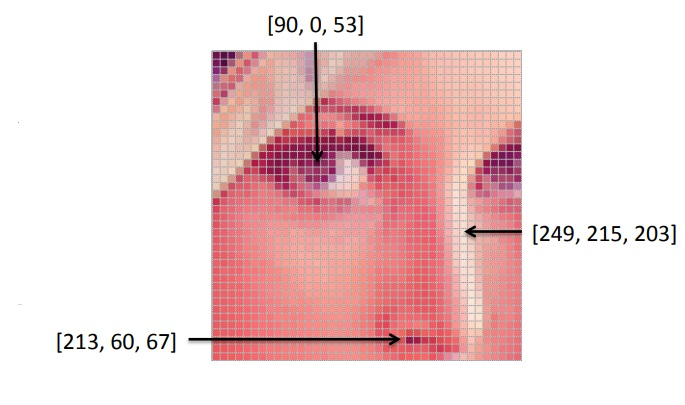 [90, 0, 53]
[249, 215, 203]
[213, 60, 67]